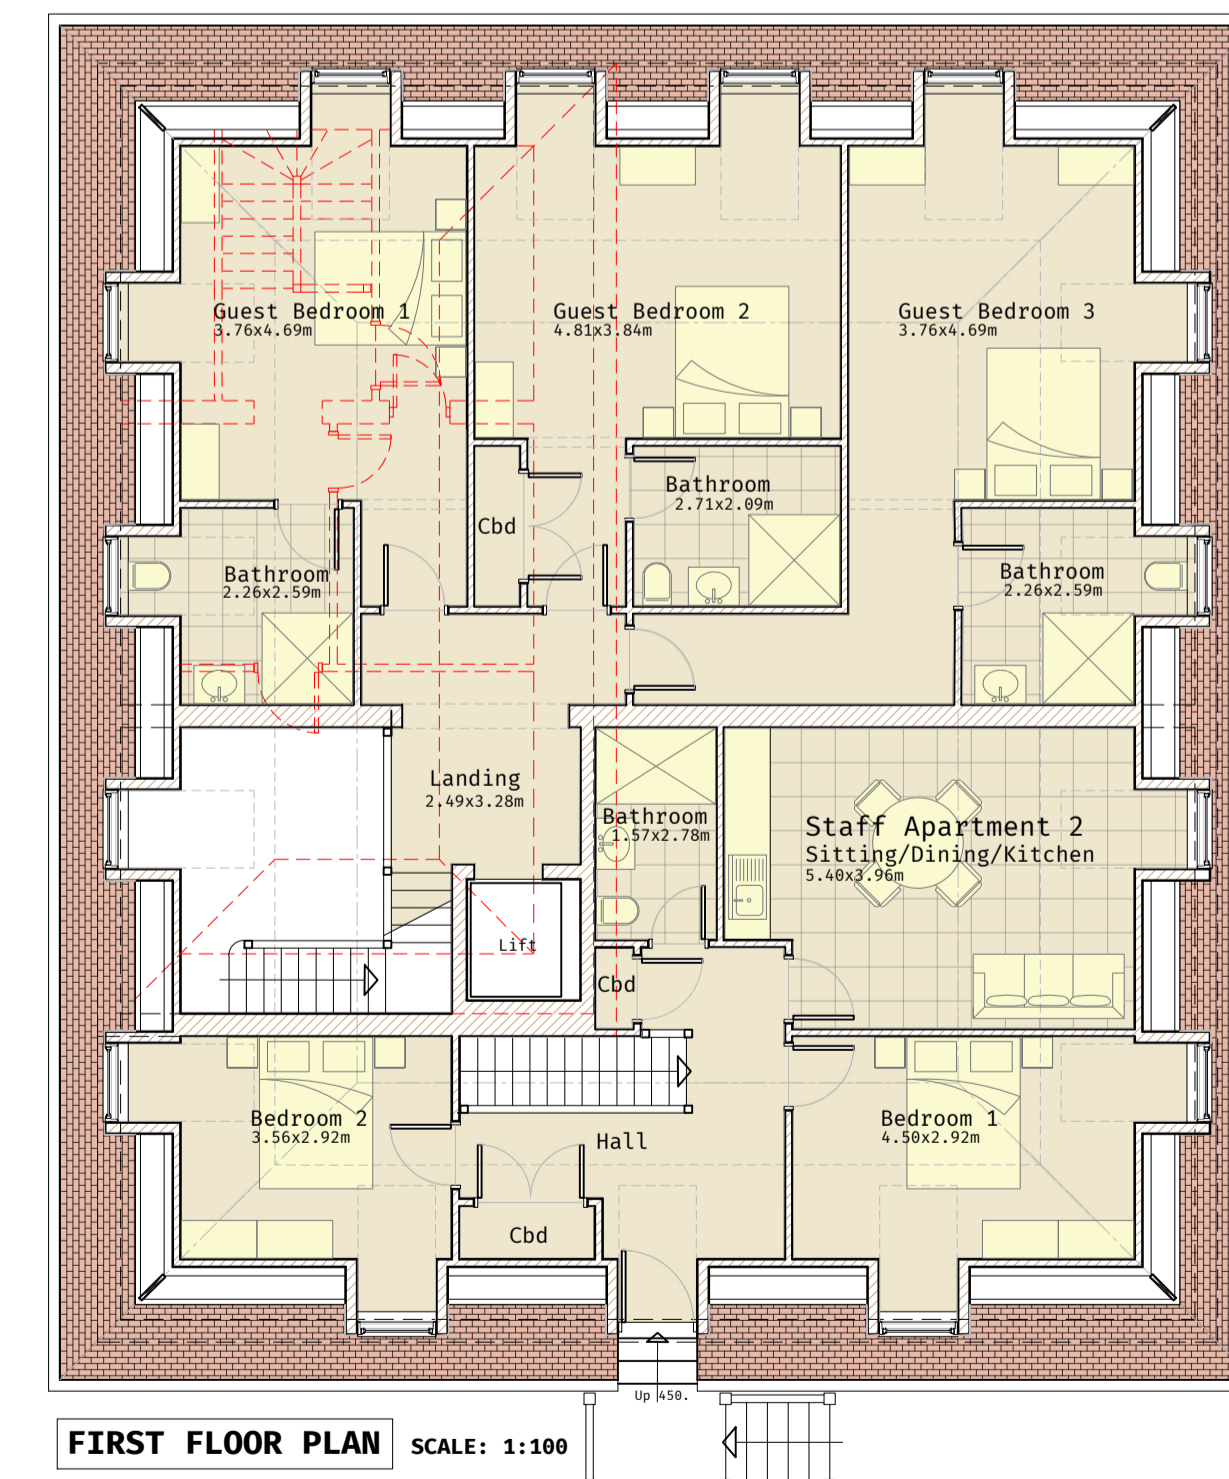 Guest Bedroom 1
3.76x4.69m
Guest Bedroom 2
4.81x3.84m
Guest Bedroom 3
3.76x4.69m
Bathroom
2.71x2.09m
Cbd
Bathroom
2.26x2.59m
Bathroom
2.26x2.59m
Landing
2.49x3.28m
Bathroom
1.57x2.78m
Staff Apartment 2
Sitting/Dining/Kitchen
5.40x3.96m
Lift
Cbd
Bedroom 2
3.56x2.92m
Hall
Bedroom 1
4.50x2.92m
Cbd
Up 450.
FIRST FLOOR PLAN
SCALE: 1:100